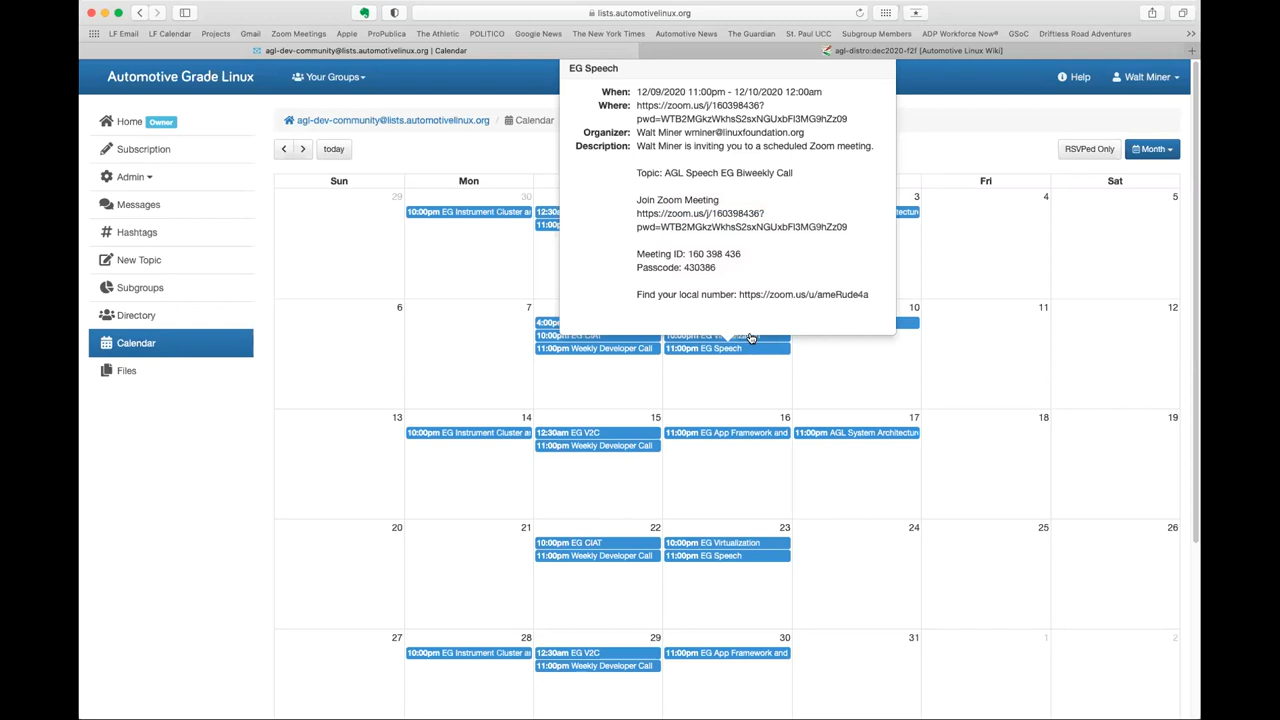 lists.automotivelinux.org
LF Email LF Calendar Projects Gmail Zoom Meetings Apple ProPublica The Athletic POLITICO Google News The New York Times Automotive News The Guardian St. Paul UCC Subgroup Members ADP Workforce Now® GSoC Driftless Road Adventures
agl-dev-community@lists.automotivelinux.org | Calendar
agl-distro:dec2020-f2f [Automotive Linux Wiki]
Automotive Grade Linux
Your Groups
Help
Walt Miner
Home Owner
Subscription
Admin
Messages
# Hashtags
New Topic
Subgroups
Directory
Calendar
Files
agl-dev-community@lists.automotivelinux.org / Calendar
today
RSVPed Only
Month
EG Speech
When: 12/09/2020 11:00pm - 12/10/2020 12:00am
Where: https://zoom.us/j/160398436?
pwd=WTB2MGkzWkhsS2sxNGUxbFl3MG9hZz09
Organizer: Walt Miner wminer@linuxfoundation.org
Description: Walt Miner is inviting you to a scheduled Zoom meeting.
Topic: AGL Speech EG Biweekly Call
Join Zoom Meeting
https://zoom.us/j/160398436?
pwd=WTB2MGkzWkhsS2sxNGUxbFl3MG9hZz09
Meeting ID: 160 398 436
Passcode: 430386
Find your local number: https://zoom.us/u/ameRude4a
Sun Mon Fri Sat
29 30 3 4 5
10:00pm EG Instrument Cluster a
12:30a
11:00p
6 7 10 11 12
4:00p
10:00pm EG CIAT
11:00pm Weekly Developer Call
10:00pm EG Virtualization
11:00pm EG Speech
13 14 15 16 17 18 19
10:00pm EG Instrument Cluster a
12:30am EG V2C
11:00pm EG App Framework and
11:00pm AGL System Architectur
11:00pm Weekly Developer Call
20 21 22 23 24 25 26
10:00pm EG CIAT
10:00pm EG Virtualization
11:00pm Weekly Developer Call
11:00pm EG Speech
27 28 29 30 31 1 2
10:00pm EG Instrument Cluster a
12:30am EG V2C
11:00pm EG App Framework and
11:00pm Weekly Developer Call